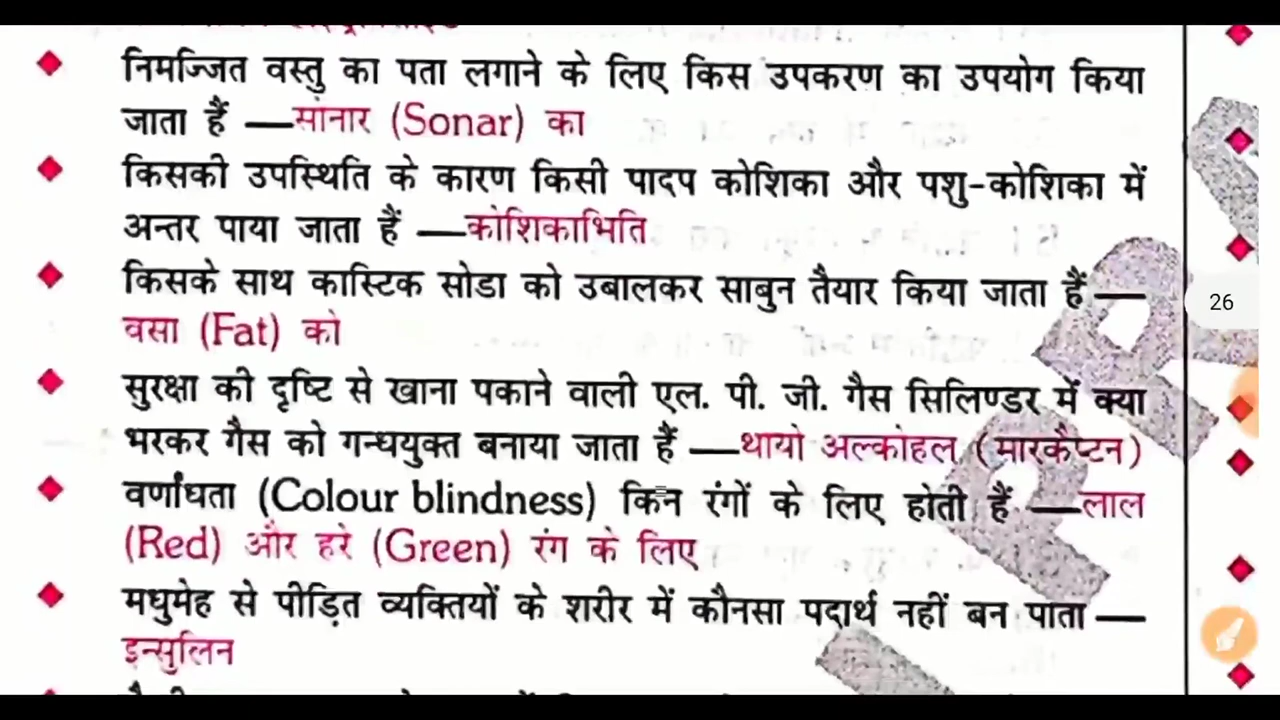 निमज्जित वस्तु का पता लगाने के लिए किस उपकरण का उपयोग किया
जाता हैं —सोनार (Sonar) का
किसकी उपस्थिति के कारण किसी पादप कोशिका और पशु-कोशिका में
अन्तर पाया जाता हैं —कोशिकाभिति
किसके साथ कास्टिक सोडा को उबालकर साबुन तैयार किया जाता हैं—
वसा (Fat) को
26
सुरक्षा की दृष्टि से खाना पकाने वाली एल. पी. जी. गैस सिलिण्डर में क्या
भरकर गैस को गन्धयुक्त बनाया जाता हैं —थायो अल्कोहल (मारकैप्टन)
वर्णांधता (Colour blindness) किन रंगों के लिए होती हैं —लाल
(Red) और हरे (Green) रंग के लिए
मधुमेह से पीड़ित व्यक्तियों के शरीर में कौनसा पदार्थ नहीं बन पाता—
इन्सुलिन